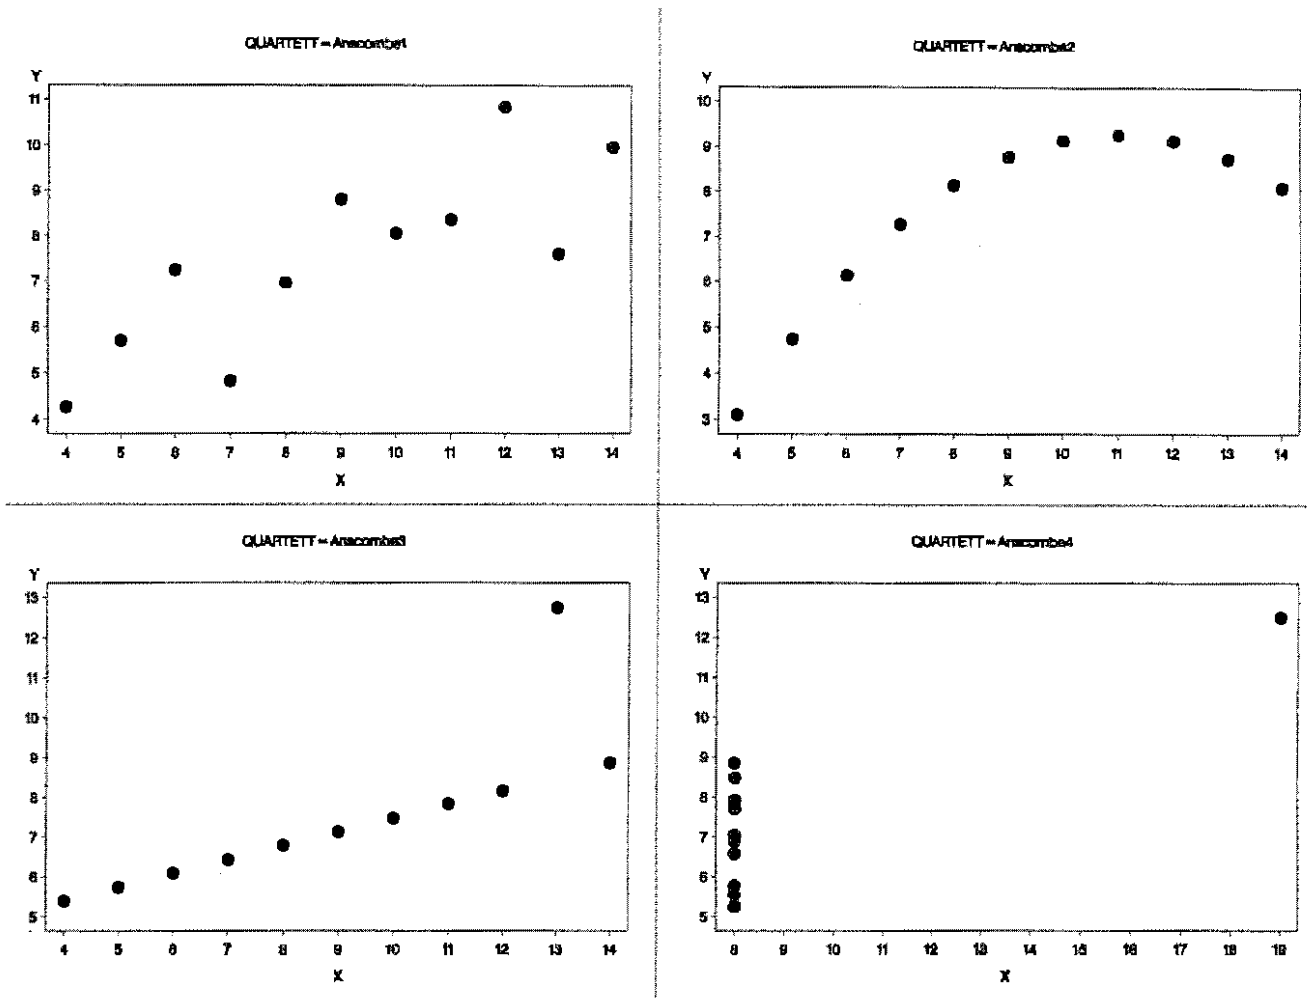 QUARTETT = Anscombe1
Y
11
10
9
8
7
6
5
4
4 5 6 7 8 9 10 11 12 13 14
X
QUARTETT = Anscombe2
Y
10
9
8
7
6
5
4
3
4 5 6 7 8 9 10 11 12 13 14
X
QUARTETT = Anscombe3
Y
13
12
11
10
9
8
7
6
5
4 5 6 7 8 9 10 11 12 13 14
X
QUARTETT = Anscombe4
Y
13
12
11
10
9
8
7
6
5
8 9 10 11 12 13 14 15 16 17 18 19
X